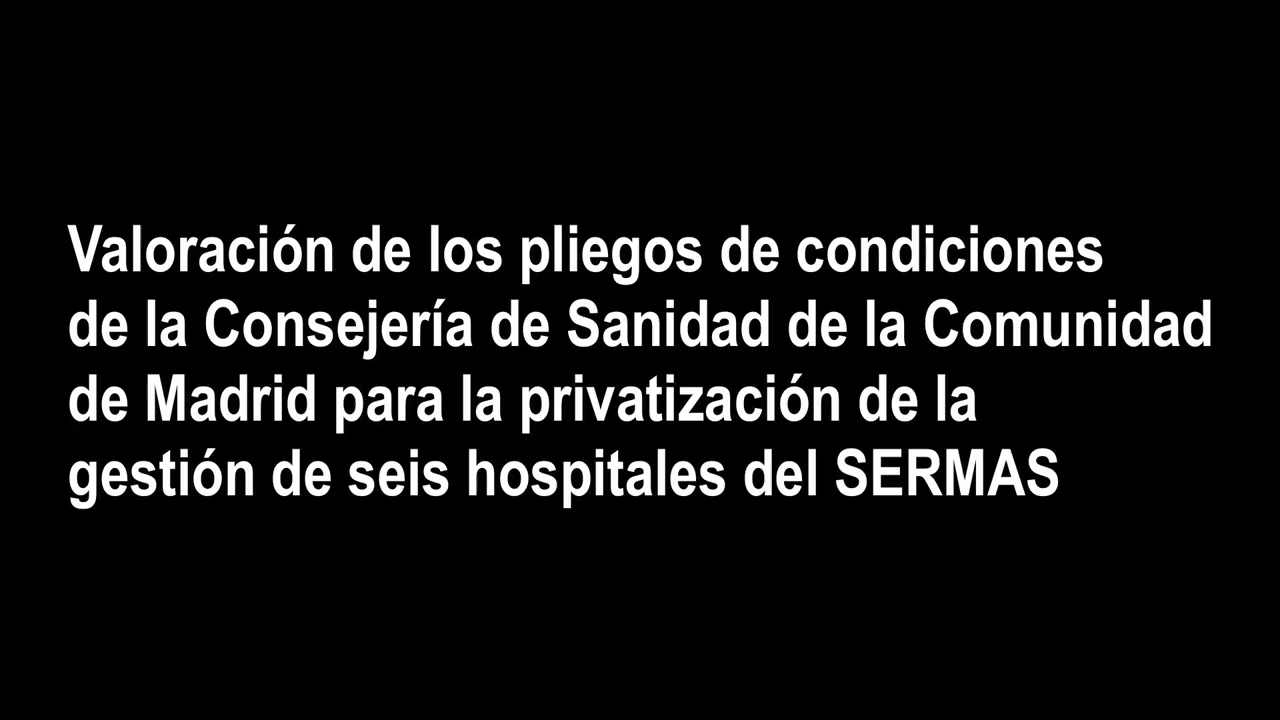 Valoración de los pliegos de condiciones
de la Consejería de Sanidad de la Comunidad
de Madrid para la privatización de la
gestión de seis hospitales del SERMAS